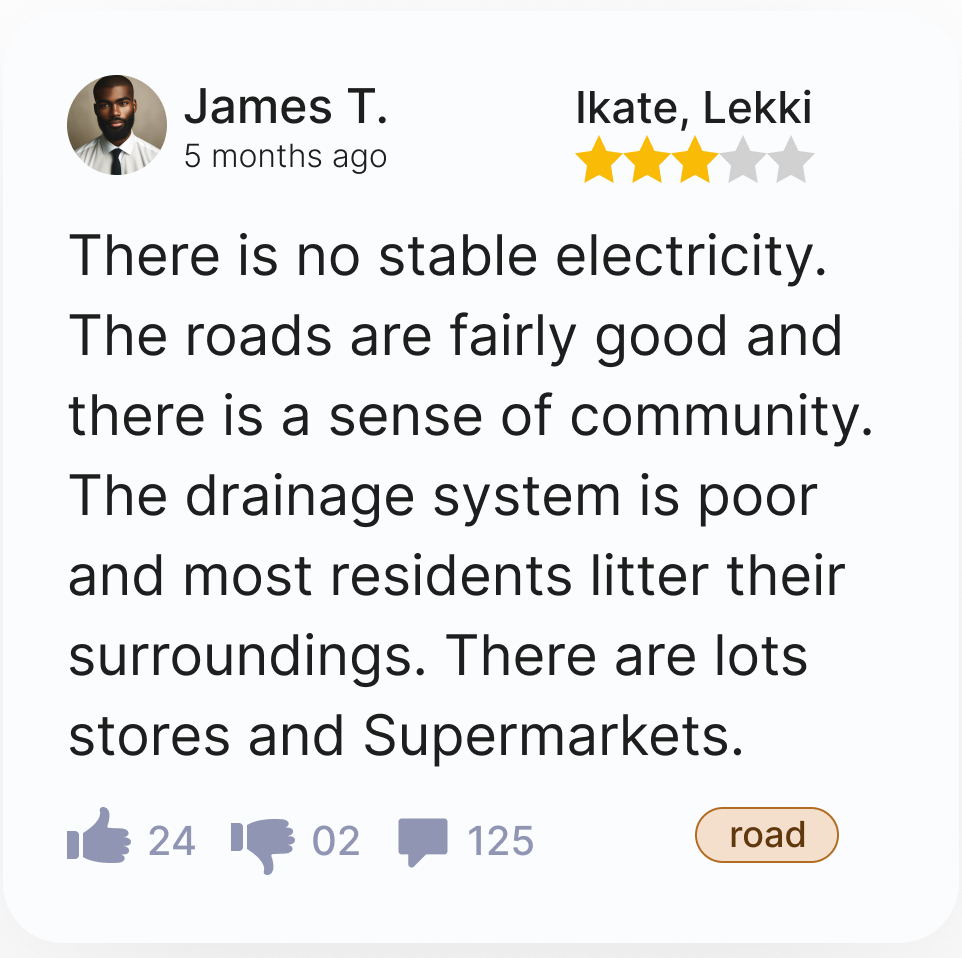 James T.
5 months ago
Ikate, Lekki
There is no stable electricity.
The roads are fairly good and
there is a sense of community.
The drainage system is poor
and most residents litter their
surroundings. There are lots
stores and Supermarkets.
24 02 125
road